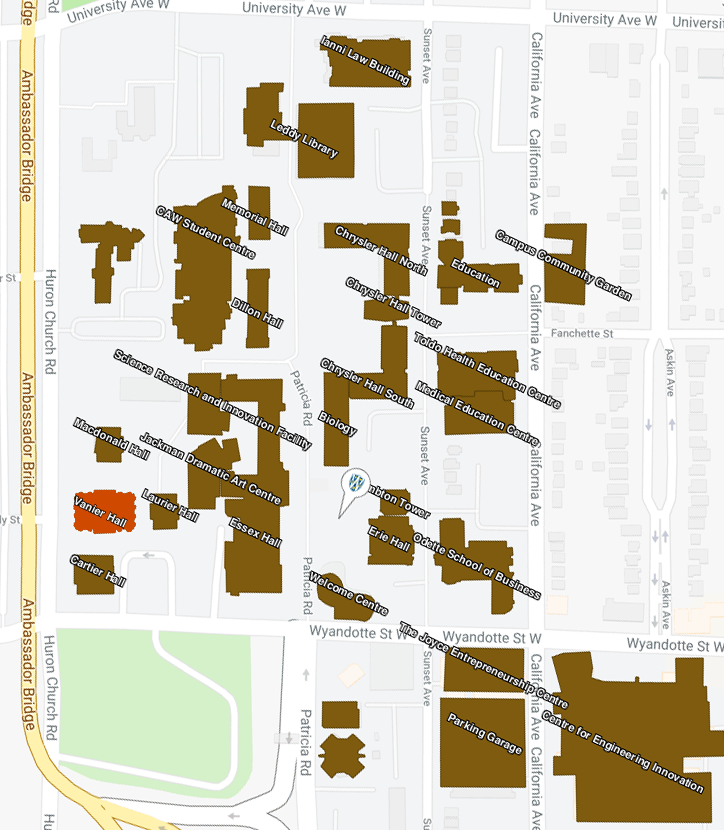 University Ave W
University Ave W
University Ave W
Ianni Law Building
Sunset Ave
California Ave
Ambassador Bridge
Leddy Library
California Ave
Memorial Hall
CAW Student Centre
Chrysler Hall North
Sunset Ave
Campus Community Garden
Education
Huron Church Rd
Dillon Hall
Chrysler Hall Tower
California Ave
Fanchette St
Toldo Health Education Centre
Science Research and Innovation Facility
Patricia Rd
Chrysler Hall South
Askin Ave
Medical Education Centre
Ambassador Bridge
Biology
Macdonald Hall
Jackman Dramatic Art Centre
Sunset Ave
California Ave
Vanier Hall
Laurier Hall
mbton Tower
Essex Hall
Erie Hall
Odette School of Business
Cartier Hall
Patricia Rd
Welcome Centre
Askin Ave
Ambassador Bridge
Wyandotte St W
Wyandotte St W
Wyandotte St W
The Joyce Entrepreneurship Centre
Huron Church Rd
Sunset Ave
California Ave
Patricia Rd
Parking Garage
Centre for Engineering Innovation
California Ave